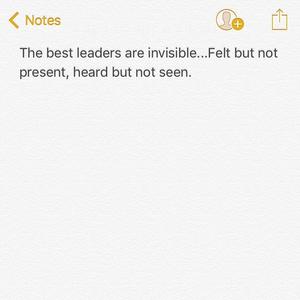 Notes
The best leaders are invisible...Felt but not
present, heard but not seen.